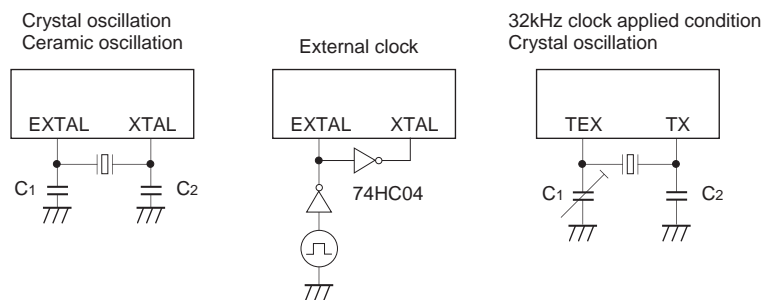 Crystal oscillation
Ceramic oscillation
EXTAL XTAL
C1 C2
External clock
EXTAL XTAL
74HC04
32kHz clock applied condition
Crystal oscillation
TEX TX
C1 C2